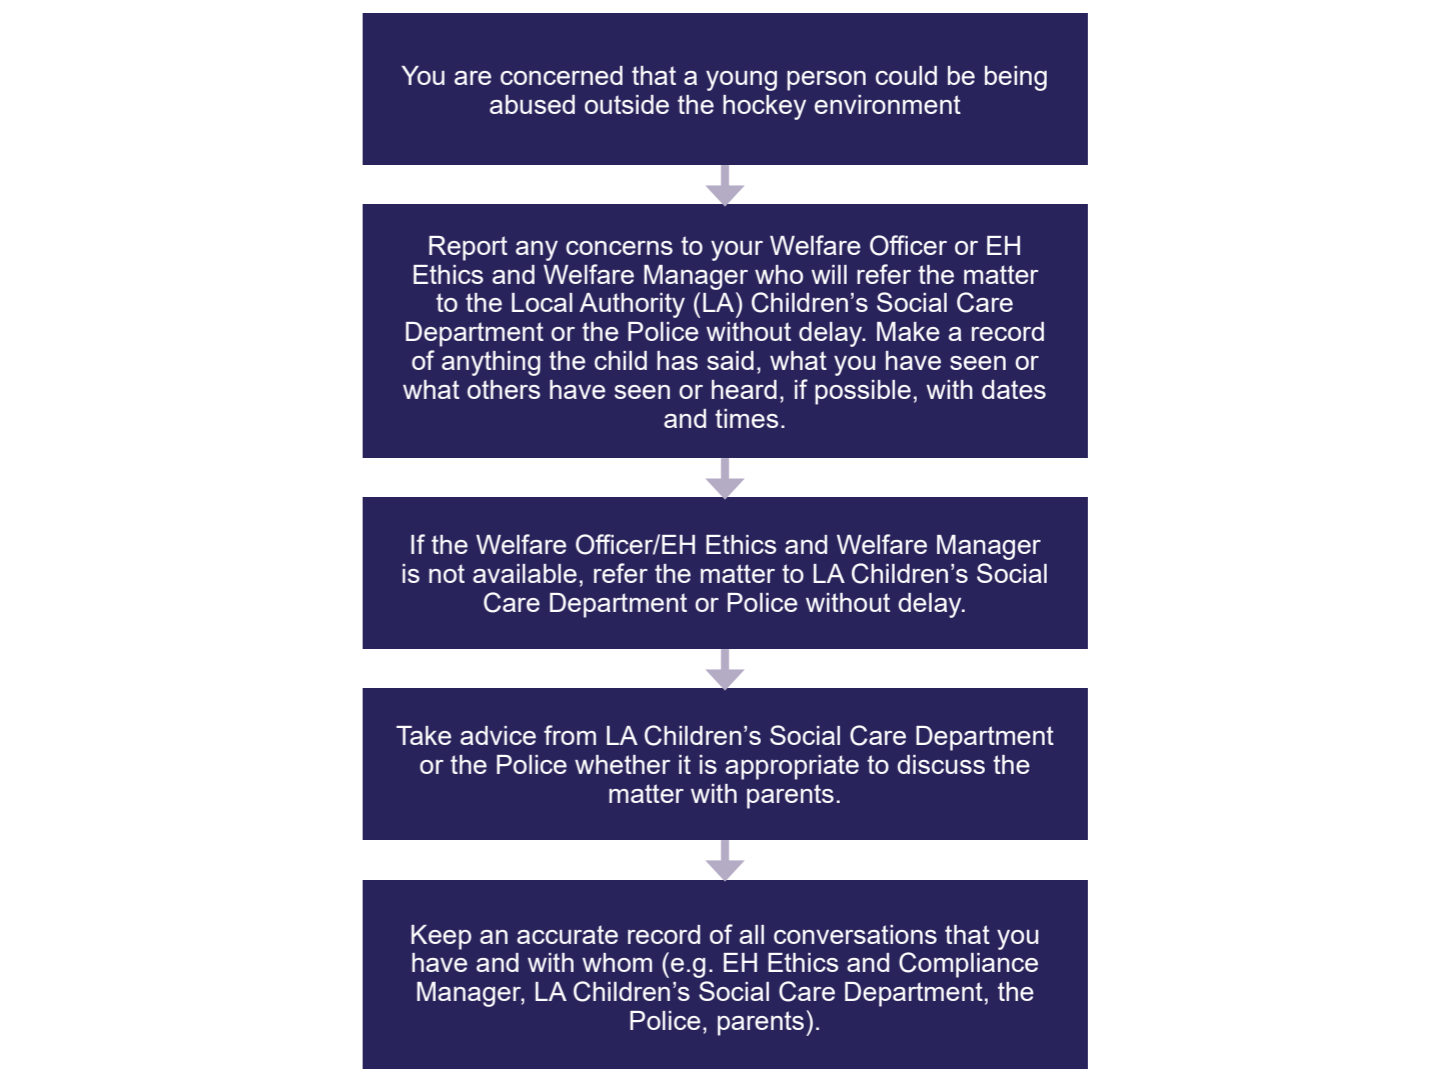 You are concerned that a young person could be being
abused outside the hockey environment
Report any concerns to your Welfare Officer or EH
Ethics and Welfare Manager who will refer the matter
to the Local Authority (LA) Children’s Social Care
Department or the Police without delay. Make a record
of anything the child has said, what you have seen or
what others have seen or heard, if possible, with dates
and times.
If the Welfare Officer/EH Ethics and Welfare Manager
is not available, refer the matter to LA Children’s Social
Care Department or Police without delay.
Take advice from LA Children’s Social Care Department
or the Police whether it is appropriate to discuss the
matter with parents.
Keep an accurate record of all conversations that you
have and with whom (e.g. EH Ethics and Compliance
Manager, LA Children’s Social Care Department, the
Police, parents).